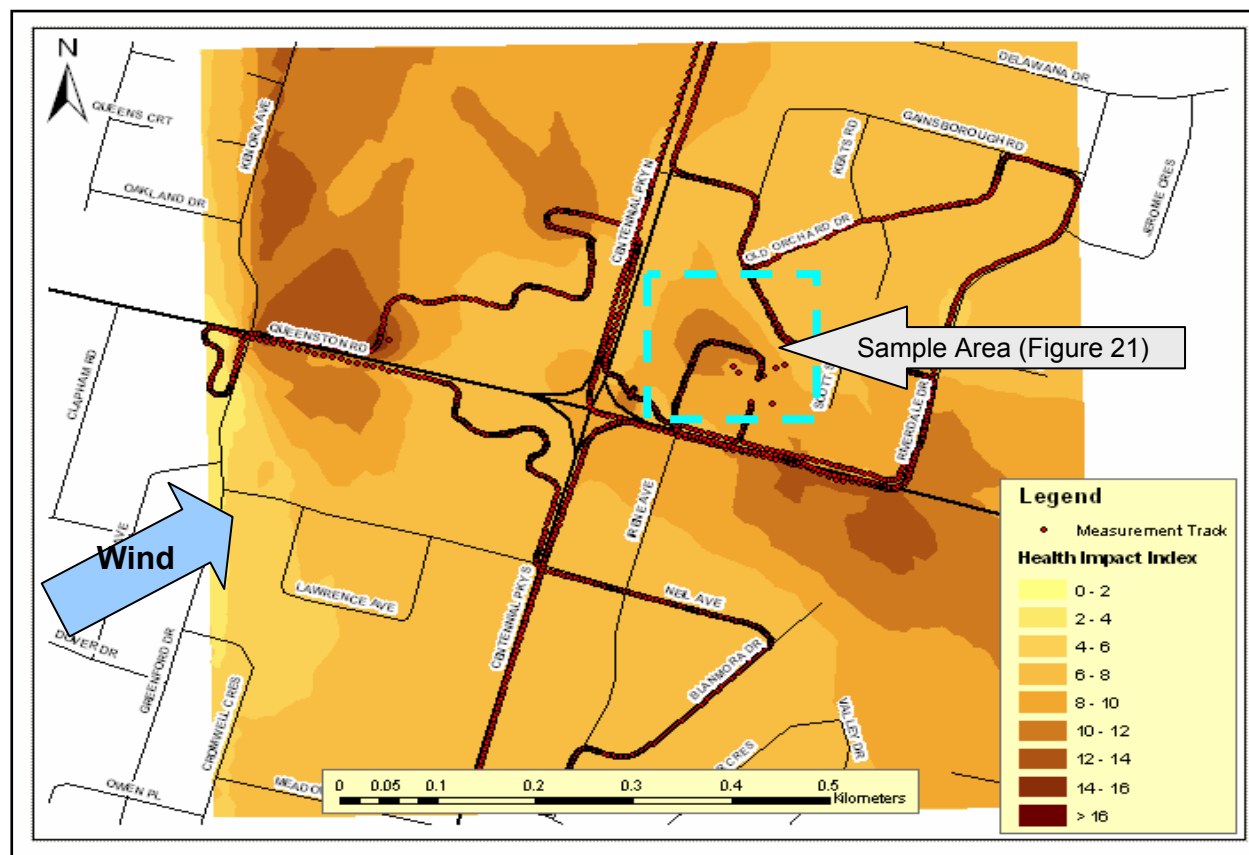 N
DELAWANA DR
QUEENS CRT
KENORA AVE
GAINSBOROUGH RD
KEATS RD
OAKLAND DR
JEROME CRES
CENTENNIAL PKY N
OLD ORCHARD DR
QUEENSTON RD
Sample Area (Figure 21)
CLAPHAM RD
SCOTT
RIVERDALE DR
Wind
AVE
IRENE AVE
LAWRENCE AVE
NEIL AVE
DOVER DR
GREENFORD DR
CENTENNIAL PKY S
CROMWELL CRES
VALLEY DR
CRES
OWEN PL
0 0.05 0.1 0.2 0.3 0.4 0.5
Kilometers
Legend
Measurement Track
Health Impact Index
0 - 2
2 - 4
4 - 6
6 - 8
8 - 10
10 - 12
12 - 14
14 - 16
> 16